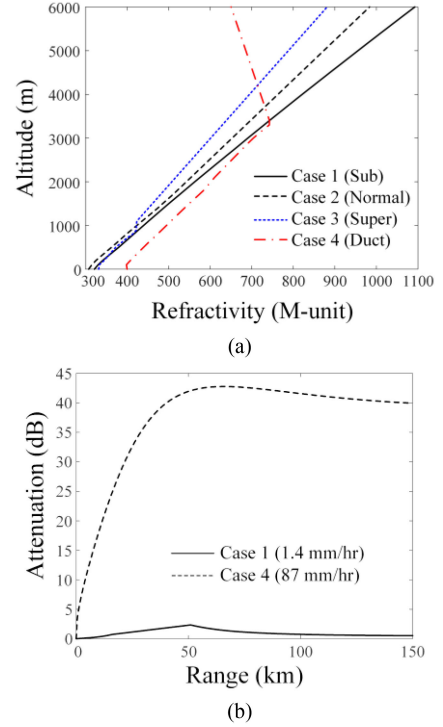 6000
5000
4000
3000
2000
1000
0
Altitude (m)
Case 1 (Sub)
Case 2 (Normal)
Case 3 (Super)
Case 4 (Duct)
300 400 500 600 700 800 900 1000 1100
Refractivity (M-unit)
(a)
45
40
35
30
25
20
15
10
5
0
Attenuation (dB)
Case 1 (1.4 mm/hr)
Case 4 (87 mm/hr)
0 50 100 150
Range (km)
(b)